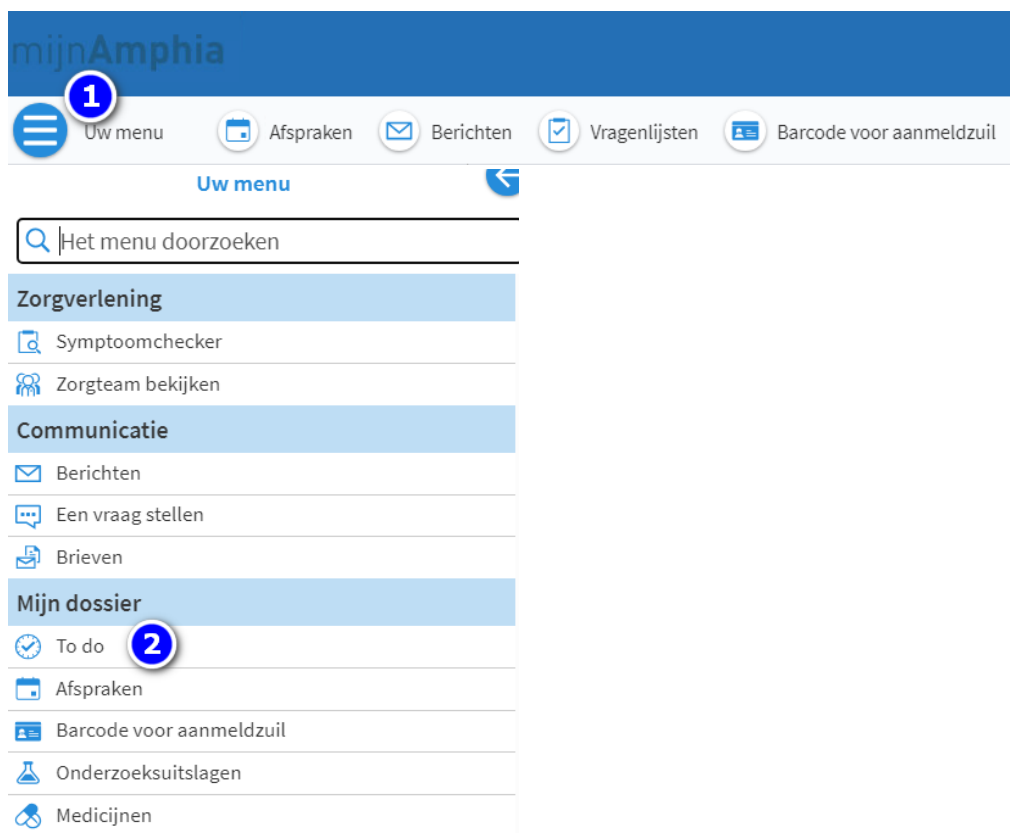 mijnAmphia
1
Uw menu
Afspraken
Berichten
Vragenlijsten
Barcode voor aanmeldzuil
Uw menu
Het menu doorzoeken
Zorgverlening
Symptoomchecker
Zorgteam bekijken
Communicatie
Berichten
Een vraag stellen
Brieven
Mijn dossier
To do
2
Afspraken
Barcode voor aanmeldzuil
Onderzoeksuitslagen
Medicijnen